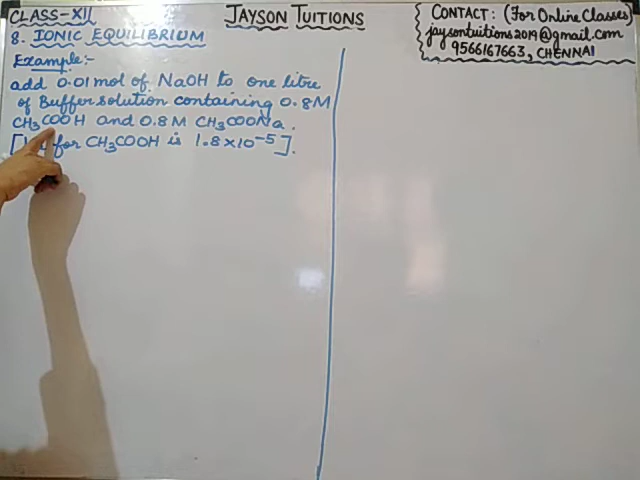 CLASS-XII
JAYSON TUITIONS
CONTACT: (For Online Classes)
jaysontuitions2019@gmail.com
9566167663, CHENNAI
8. IONIC EQUILIBRIUM
Example:-
add 0.01 mol of NaOH to one litre
of Buffer solution containing 0.8M
CH3COOH and 0.8M CH3COONa.
[ for CH3COOH is 1.8×10⁻⁵].